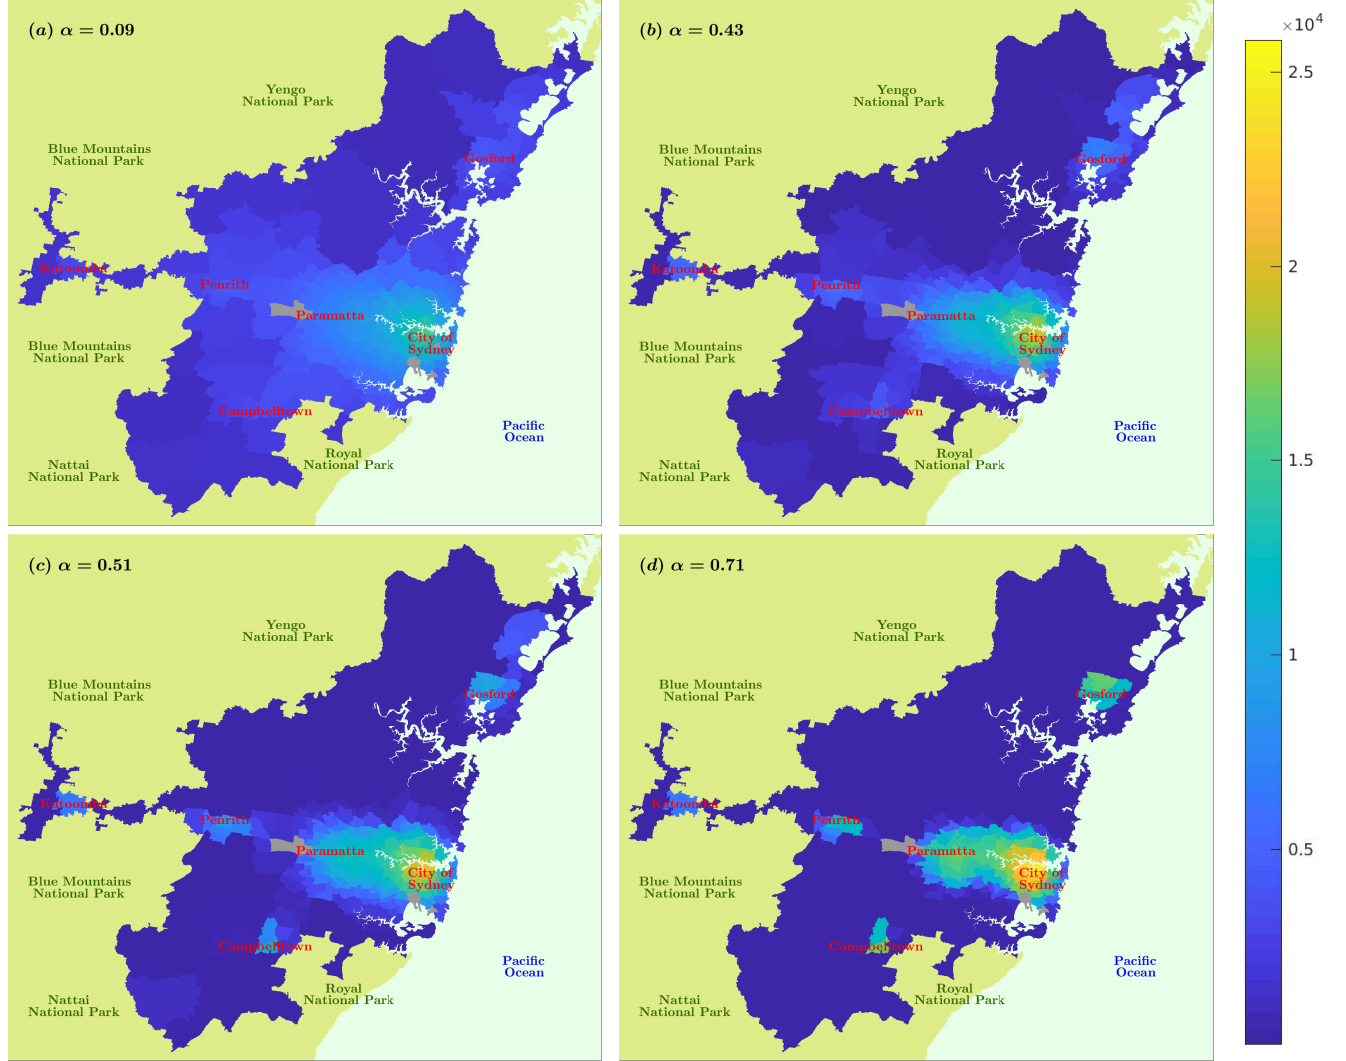 (a) α = 0.09
Yengo
National Park
Blue Mountains
National Park
Gosford
Katoomba
Penrith
Paramatta
City of
Sydney
Blue Mountains
National Park
Campbelltown
Pacific
Ocean
Royal
National Park
Nattai
National Park
(b) α = 0.43
Yengo
National Park
Blue Mountains
National Park
Gosford
Katoomba
Penrith
Paramatta
City of
Sydney
Blue Mountains
National Park
Campbelltown
Pacific
Ocean
Royal
National Park
Nattai
National Park
(c) α = 0.51
Yengo
National Park
Blue Mountains
National Park
Gosford
Katoomba
Penrith
Paramatta
City of
Sydney
Blue Mountains
National Park
Campbelltown
Pacific
Ocean
Royal
National Park
Nattai
National Park
(d) α = 0.71
Yengo
National Park
Blue Mountains
National Park
Gosford
Katoomba
Penrith
Paramatta
City of
Sydney
Blue Mountains
National Park
Campbelltown
Pacific
Ocean
Royal
National Park
Nattai
National Park
×10⁴
2.5
2
1.5
1
0.5